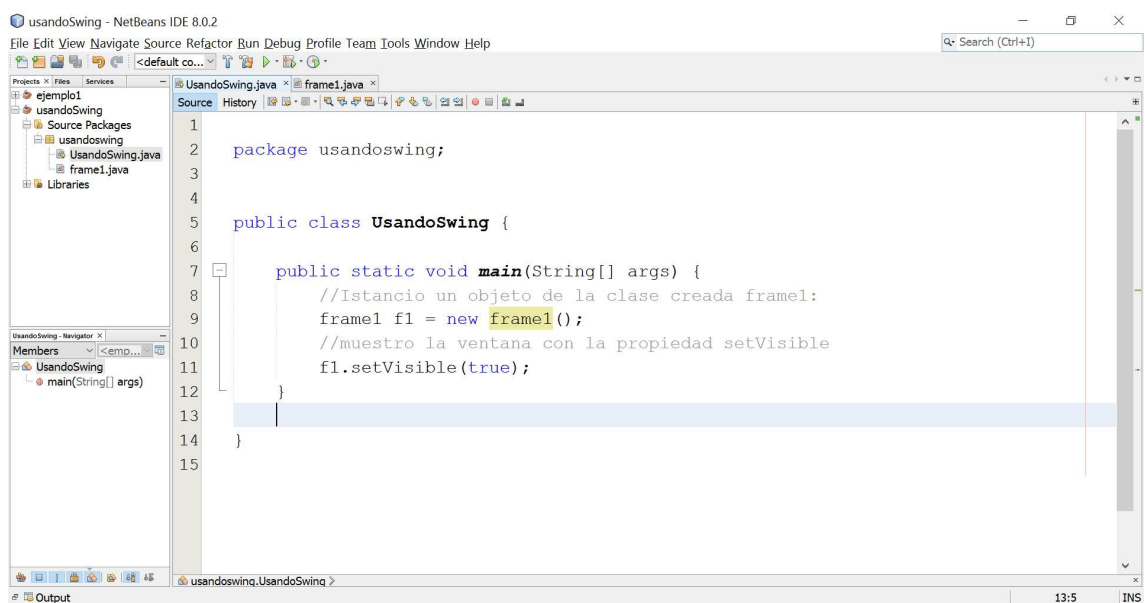 usandoSwing - NetBeans IDE 8.0.2
File Edit View Navigate Source Refactor Run Debug Profile Team Tools Window Help
Search (Ctrl+I)
<default co...
Projects Files Services
UsandoSwing.java frame1.java
ejemplo1
usandoSwing
Source Packages
usandoswing
UsandoSwing.java
frame1.java
Libraries
Source History
1
2 package usandoswing;
3
4
5 public class UsandoSwing {
6
7 public static void main(String[] args) {
8 //Istancio un objeto de la clase creada frame1:
9 frame1 f1 = new frame1();
10 //muestro la ventana con la propiedad setVisible
11 f1.setVisible(true);
12 }
13
14 }
15
UsandoSwing - Navigator
Members <emp...
UsandoSwing
main(String[] args)
usandoswing.UsandoSwing
Output
13:5 INS